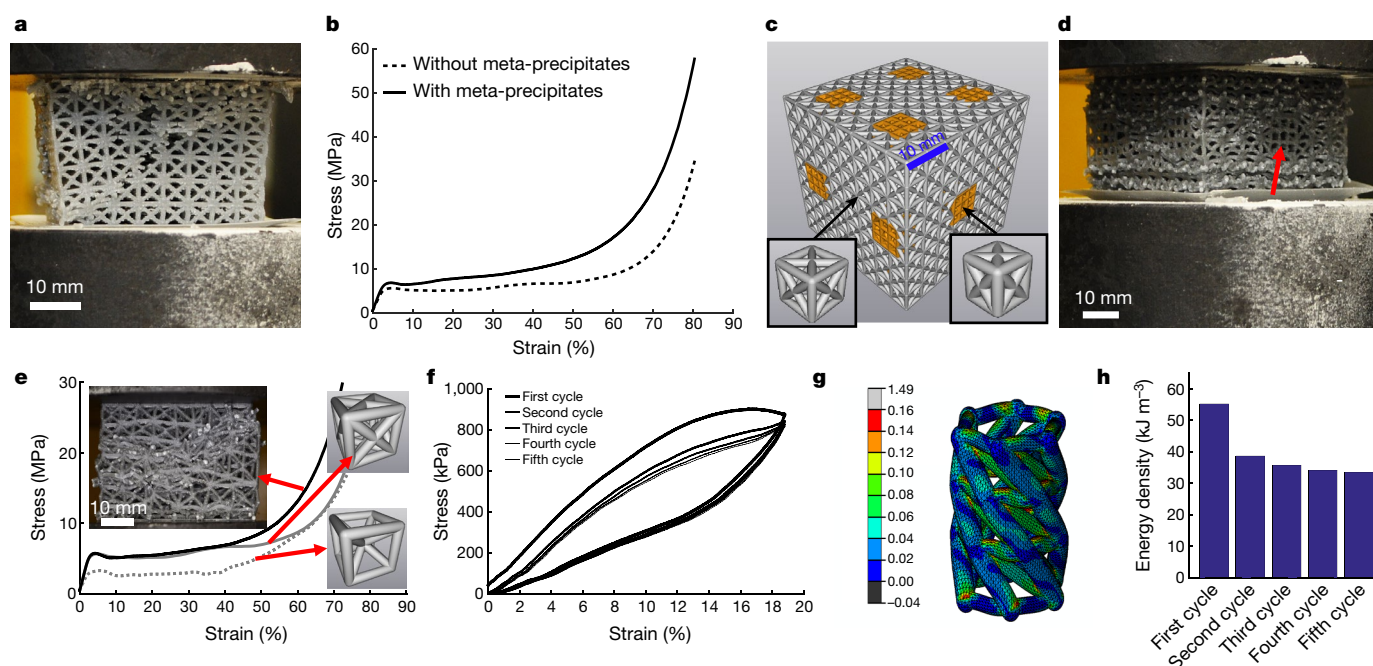 a
10 mm
b
60
50
40
30
20
10
0
Stress (MPa)
Without meta-precipitates
With meta-precipitates
0 10 20 30 40 50 60 70 80 90
Strain (%)
c
10 mm
d
10 mm
e
30
20
10
0
Stress (MPa)
10 mm
0 10 20 30 40 50 60 70 80 90
Strain (%)
f
1,000
800
600
400
200
0
Stress (kPa)
First cycle
Second cycle
Third cycle
Fourth cycle
Fifth cycle
0 2 4 6 8 10 12 14 16 18 20
Strain (%)
g
1.49
0.16
0.14
0.12
0.10
0.08
0.06
0.04
0.02
0.00
−0.04
h
60
50
40
30
20
10
0
Energy density (kJ m⁻³)
First cycle
Second cycle
Third cycle
Fourth cycle
Fifth cycle